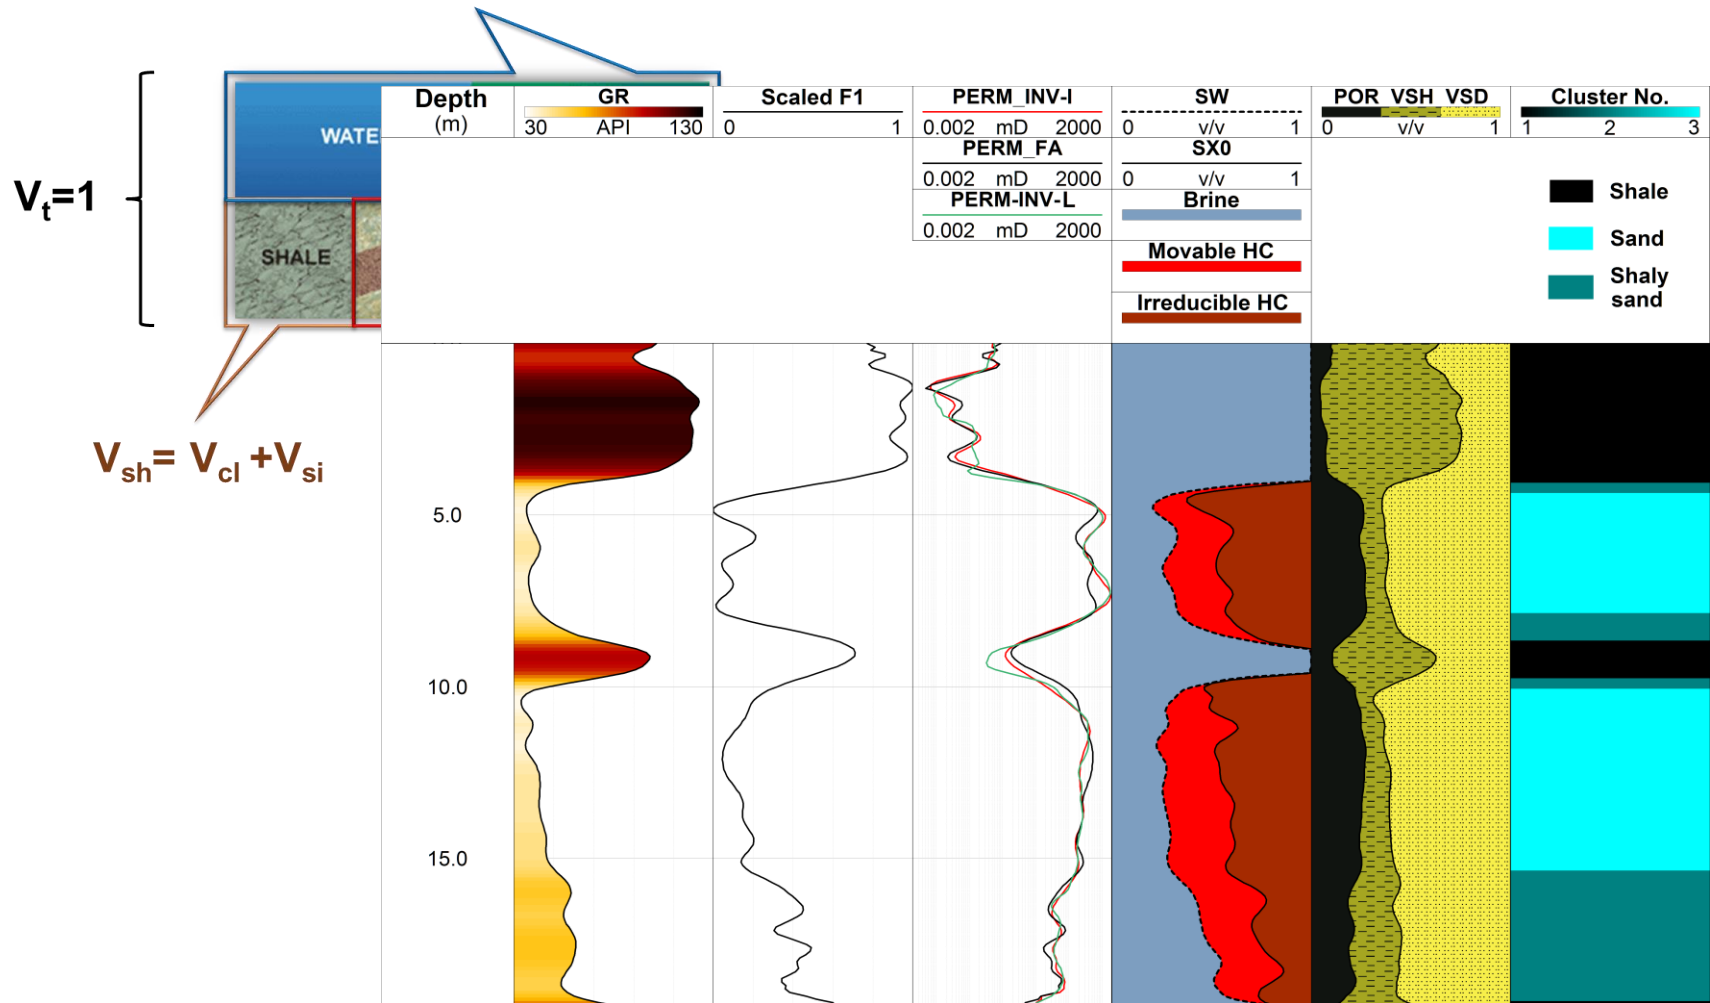 Vt=1
WATE
SHALE
Vsh= Vcl +Vsi
Depth
(m)
GR
30 API 130
Scaled F1
0 1
PERM_INV-I
0.002 mD 2000
PERM_FA
0.002 mD 2000
PERM-INV-L
0.002 mD 2000
SW
0 v/v 1
SX0
0 v/v 1
Brine
Movable HC
Irreducible HC
POR VSH VSD
0 v/v 1
Cluster No.
1 2 3
Shale
Sand
Shaly
sand
5.0
10.0
15.0